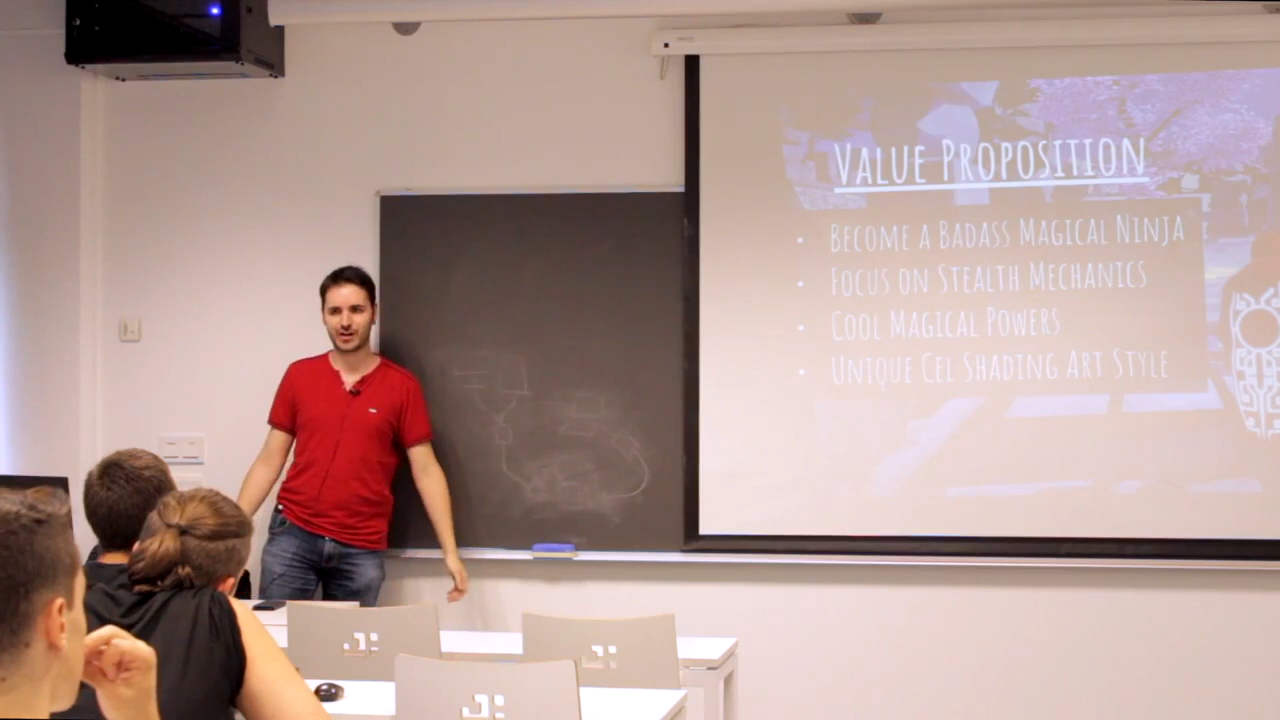 Value Proposition
• Become a Badass Magical Ninja
• Focus on Stealth Mechanics
• Cool Magical Powers
• Unique Cel Shading Art Style